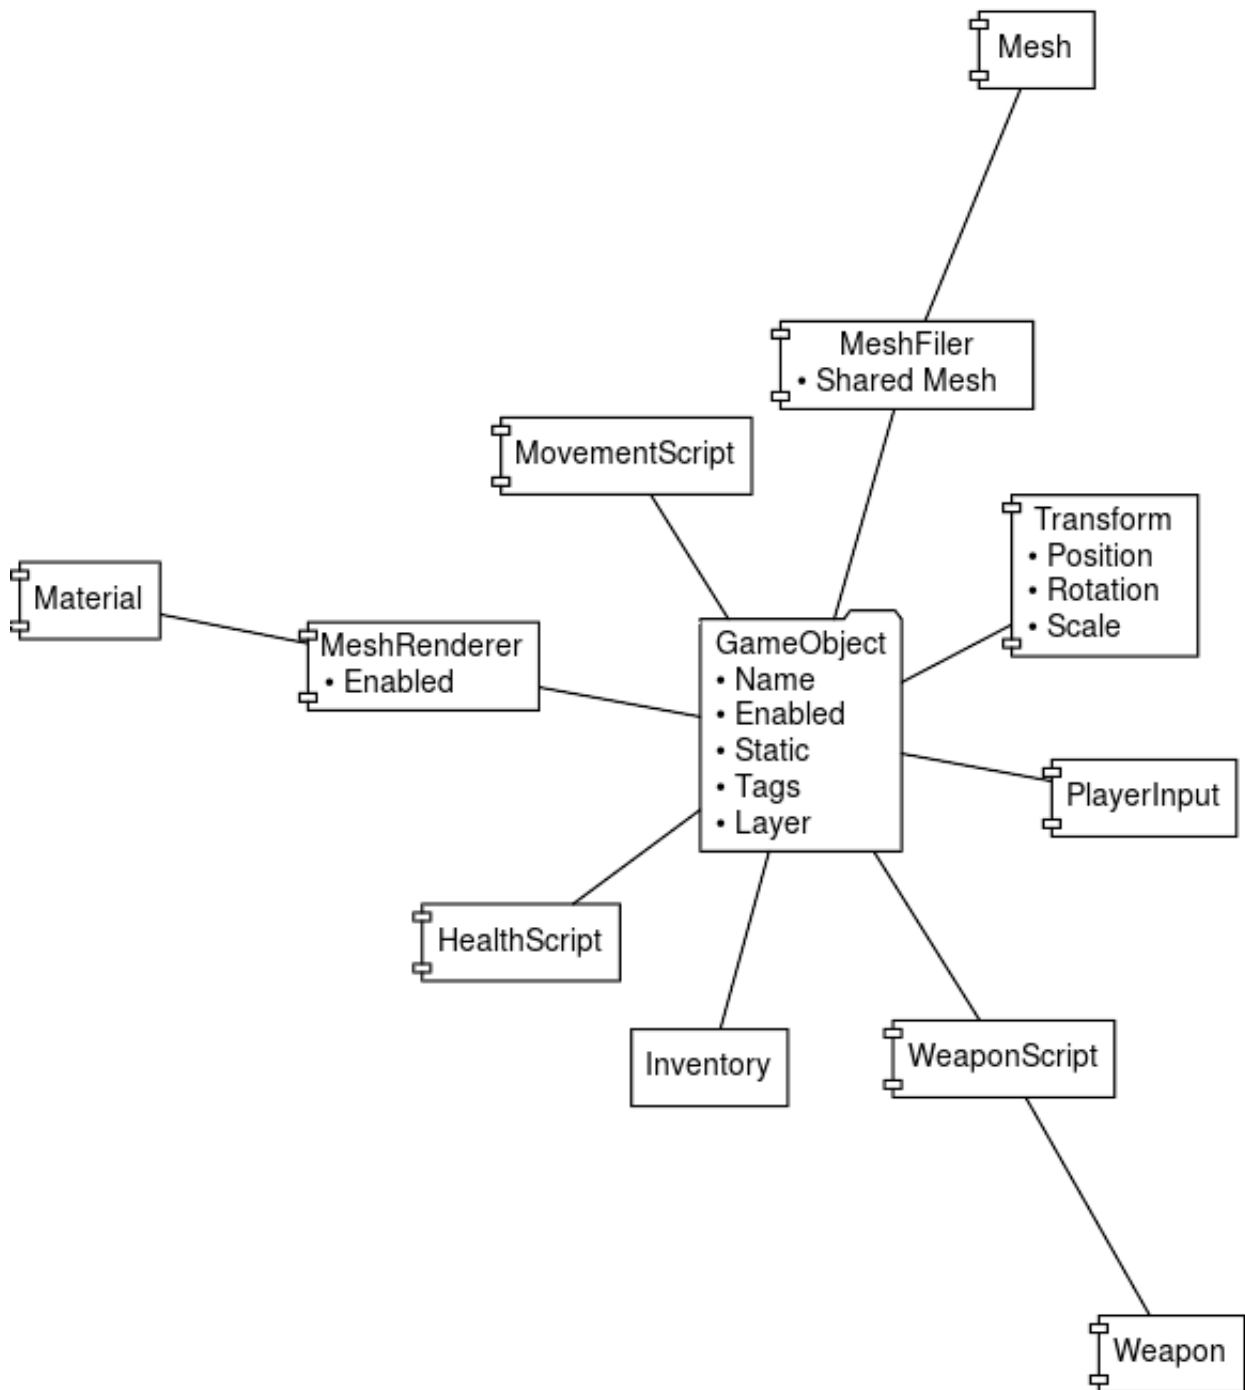 Mesh
MeshFiler
• Shared Mesh
MovementScript
Transform
• Position
• Rotation
• Scale
Material
MeshRenderer
• Enabled
GameObject
• Name
• Enabled
• Static
• Tags
• Layer
PlayerInput
HealthScript
Inventory
WeaponScript
Weapon